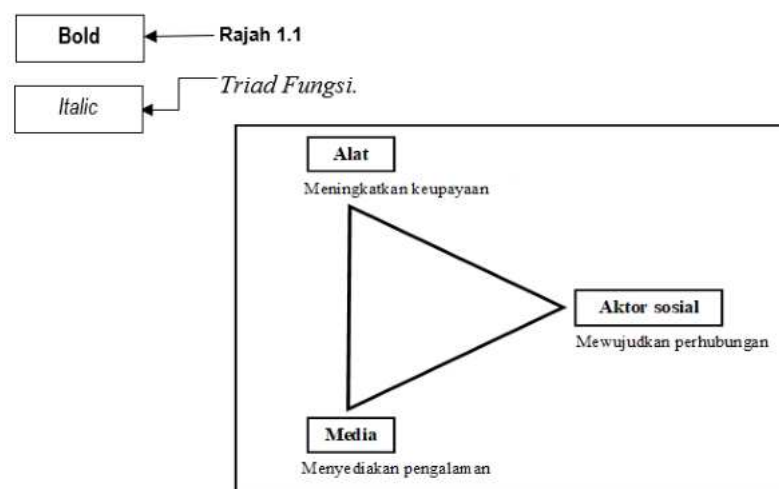 Bold
Rajah 1.1
Italic
Triad Fungsi.
Alat
Meningkatkan keupayaan
Aktor sosial
Mewujudkan perhubungan
Media
Menyediakan pengalaman